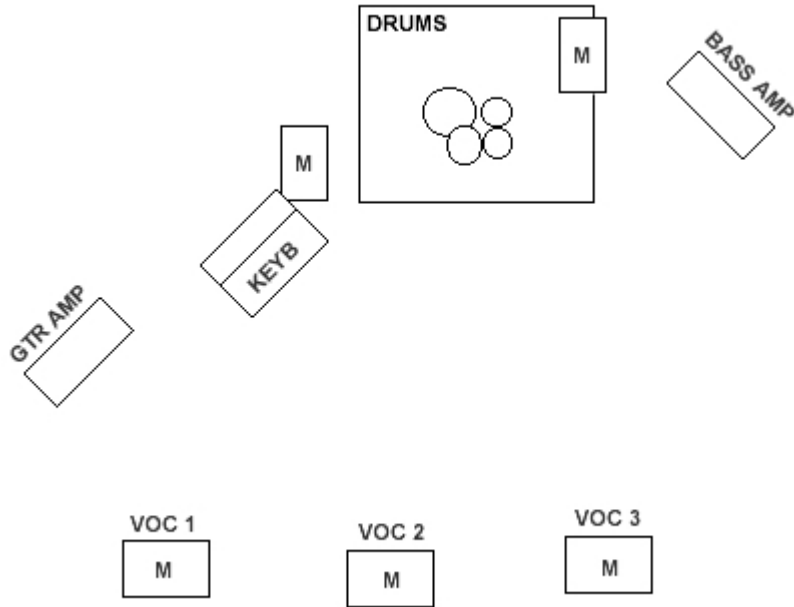 DRUMS
M
BASS AMP
M
KEYB
GTR AMP
VOC 1
VOC 2
VOC 3
M
M
M